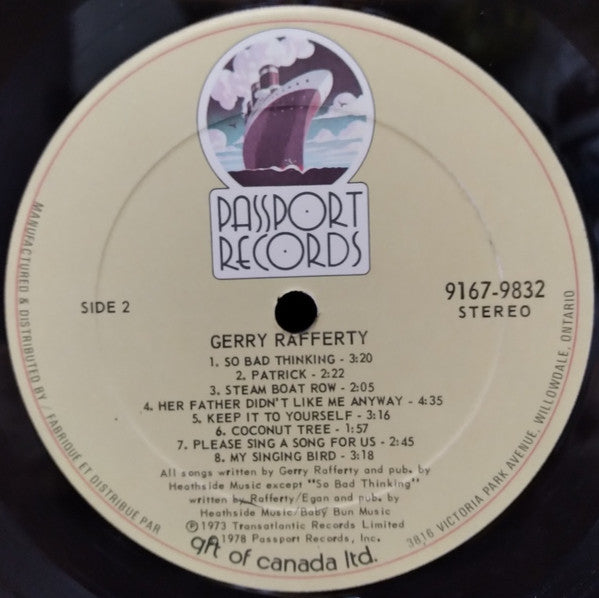 PASSPORT
RECORDS
SIDE 2
9167-9832
STEREO
GERRY RAFFERTY
1. SO BAD THINKING - 3:20
2. PATRICK - 2:22
3. STEAM BOAT ROW - 2:05
4. HER FATHER DIDN'T LIKE ME ANYWAY - 4:35
5. KEEP IT TO YOURSELF - 3:16
6. COCONUT TREE - 1:57
7. PLEASE SING A SONG FOR US - 2:45
8. MY SINGING BIRD - 3:18
All songs written by Gerry Rafferty and pub. by
Heathside Music except "So Bad Thinking"
written by Rafferty/Egan and pub. by
Heathside Music/Baby Bun Music
℗1973 Transatlantic Records Limited
℗1978 Passport Records, Inc.
MANUFACTURED & DISTRIBUTED BY / FABRIQUÉ ET DISTRIBUÉ PAR
qft of canada ltd.
3816 VICTORIA PARK AVENUE, WILLOWDALE, ONTARIO